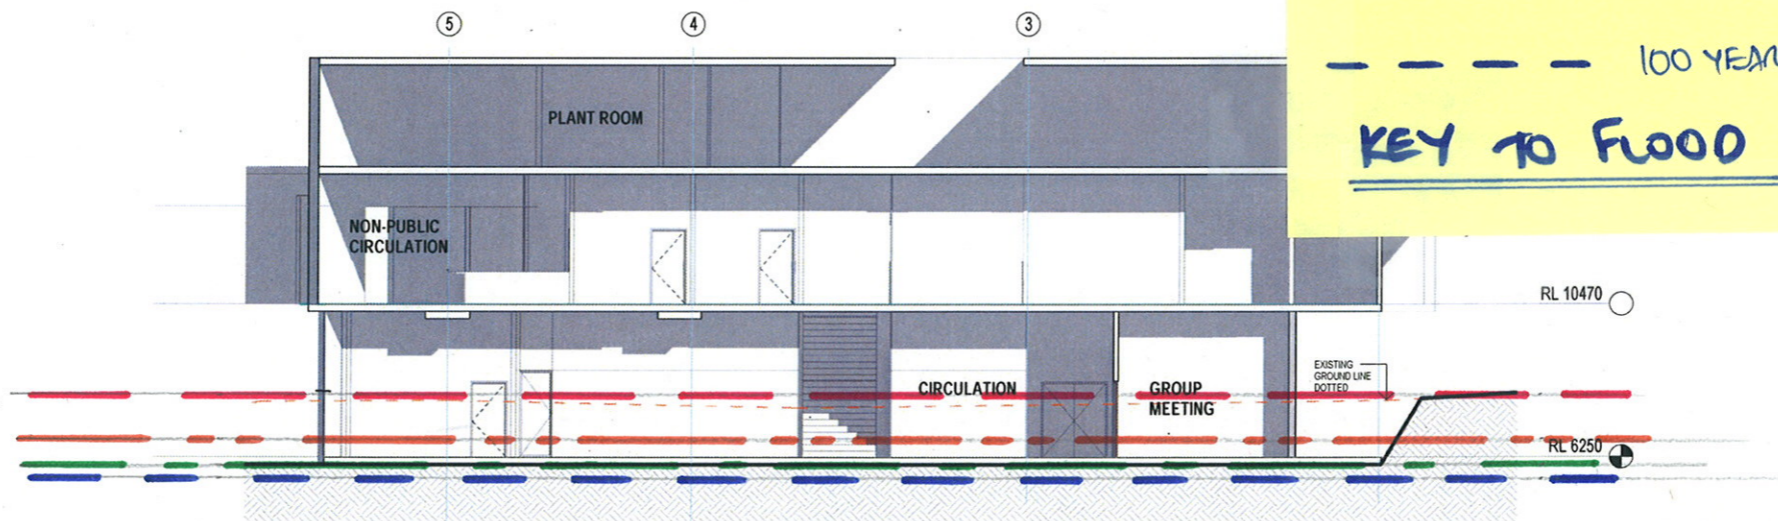 5
4
3
100 YEAR
KEY TO FLOOD
PLANT ROOM
NON-PUBLIC
CIRCULATION
RL 10470
EXISTING
GROUND LINE
DOTTED
CIRCULATION
GROUP
MEETING
RL 6250